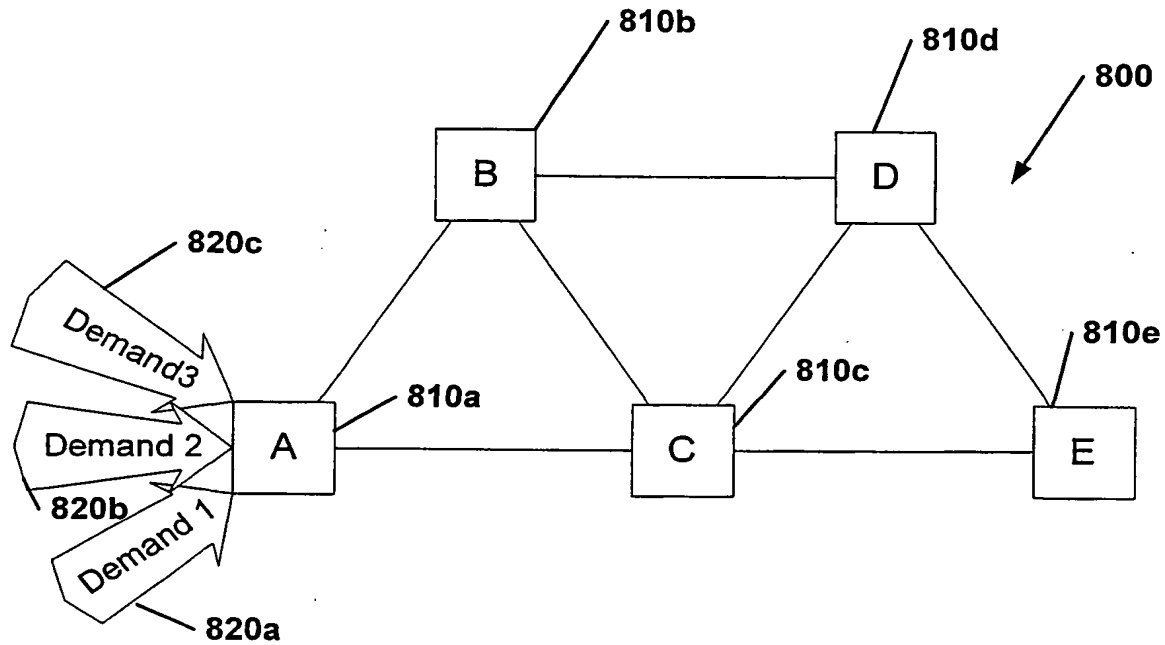 810b
810d
800
B
D
820c
Demand3
810e
810c
810a
Demand 2
A
C
E
820b
Demand 1
820a